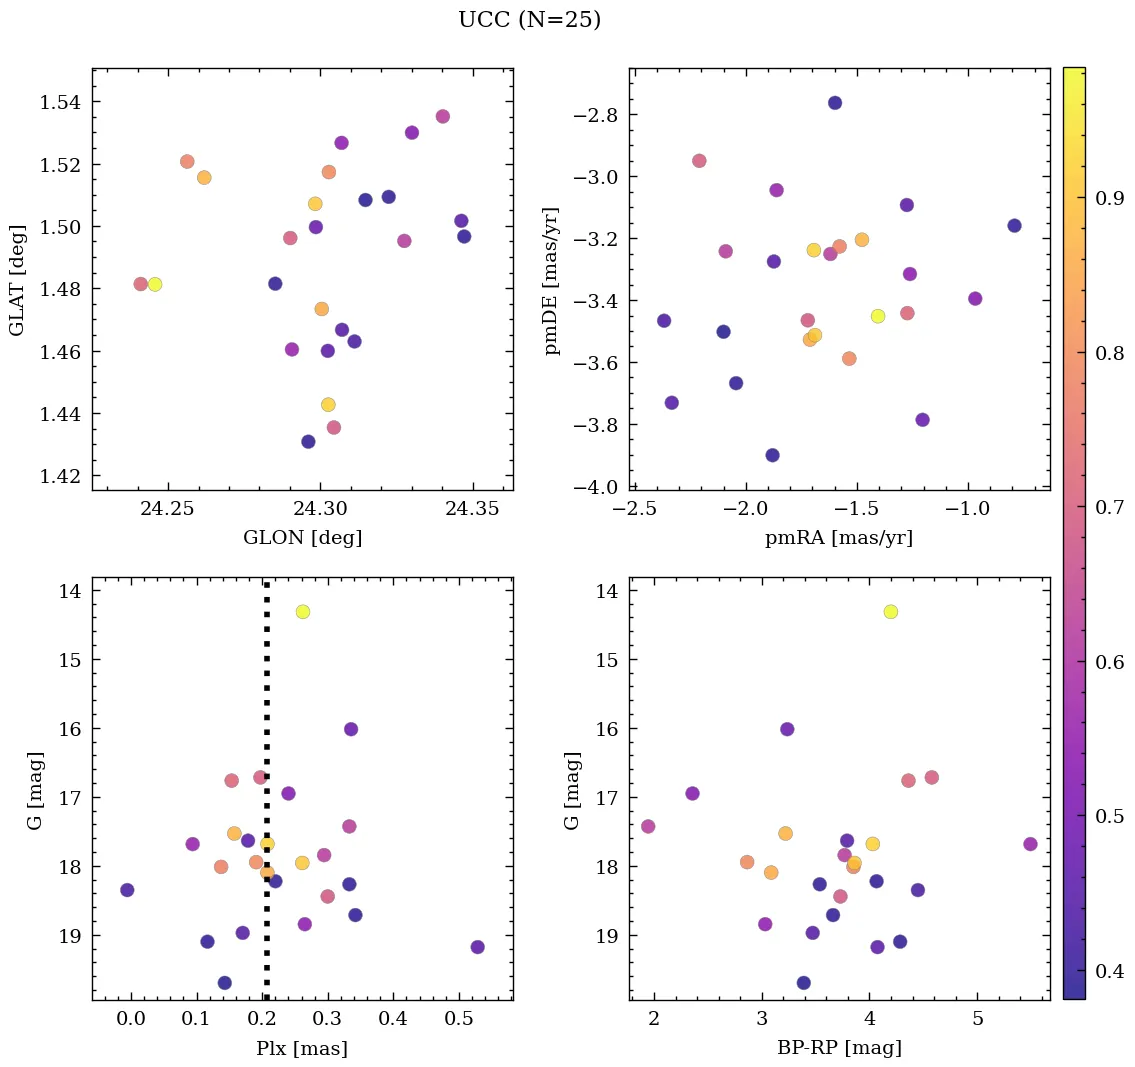 UCC (N=25)
1.54
1.52
1.50
1.48
1.46
1.44
1.42
GLAT [deg]
24.25 24.30 24.35
GLON [deg]
−2.8
−3.0
−3.2
−3.4
−3.6
−3.8
−4.0
pmDE [mas/yr]
−2.5 −2.0 −1.5 −1.0
pmRA [mas/yr]
0.9
0.8
0.7
0.6
0.5
0.4
14
15
16
17
18
19
G [mag]
0.0 0.1 0.2 0.3 0.4 0.5
Plx [mas]
14
15
16
17
18
19
G [mag]
2 3 4 5
BP-RP [mag]